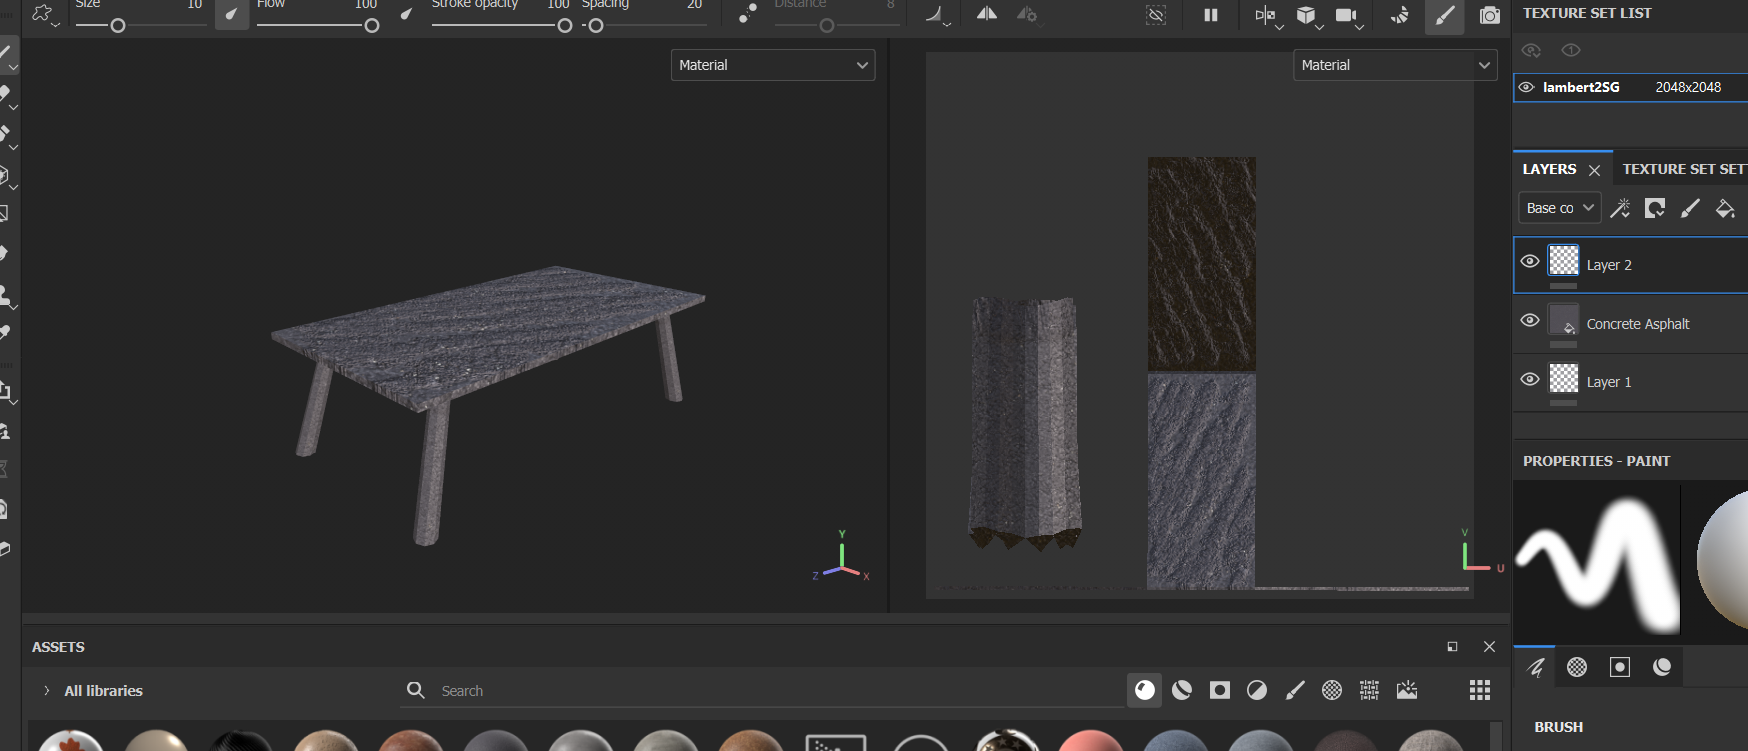 Size 10 Flow 100 Stroke opacity 100 Spacing 20 Distance 8
TEXTURE SET LIST
Material
Material
lambert2SG 2048x2048
LAYERS TEXTURE SET SET
Base co
Layer 2
Concrete Asphalt
Layer 1
PROPERTIES - PAINT
Y
Z
X
V
U
ASSETS
All libraries
Search
BRUSH